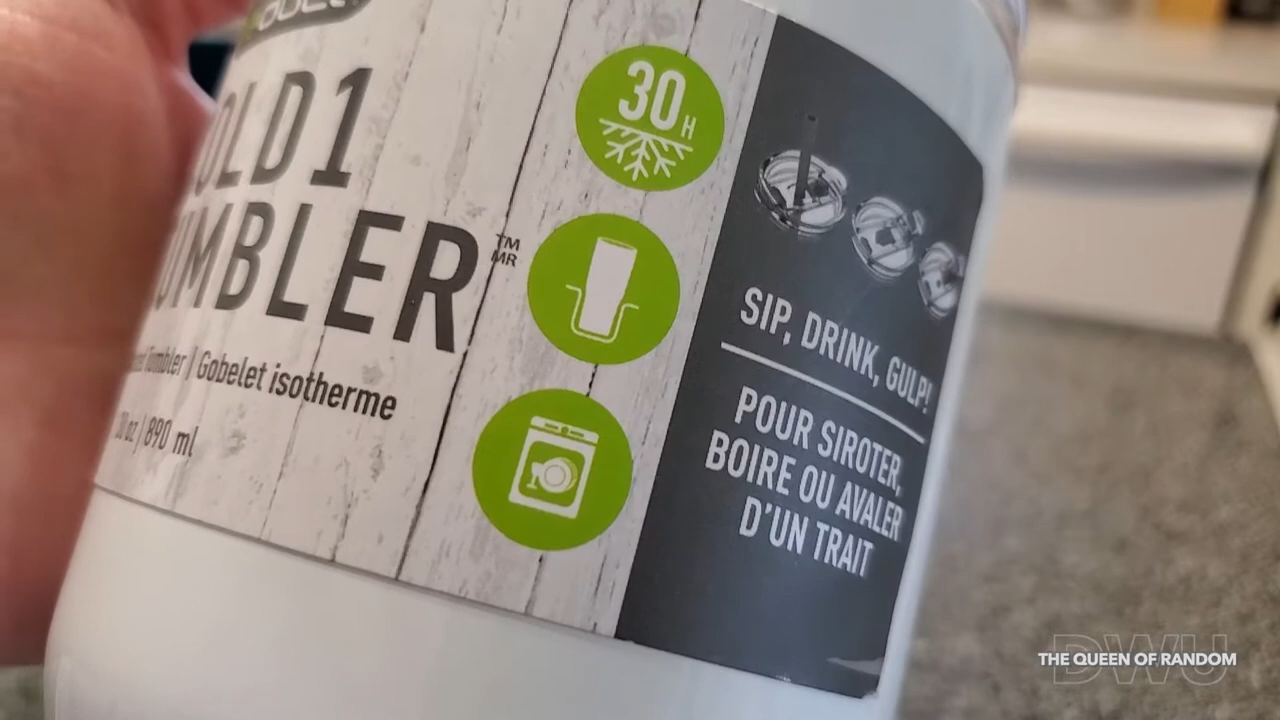 OLD1
UMBLER
TM
MR
Tumbler | Gobelet isotherme
30 oz | 890 ml
30 H
SIP, DRINK, GULP!
POUR SIROTER,
BOIRE OU AVALER
D'UN TRAIT
DWU
THE QUEEN OF RANDOM